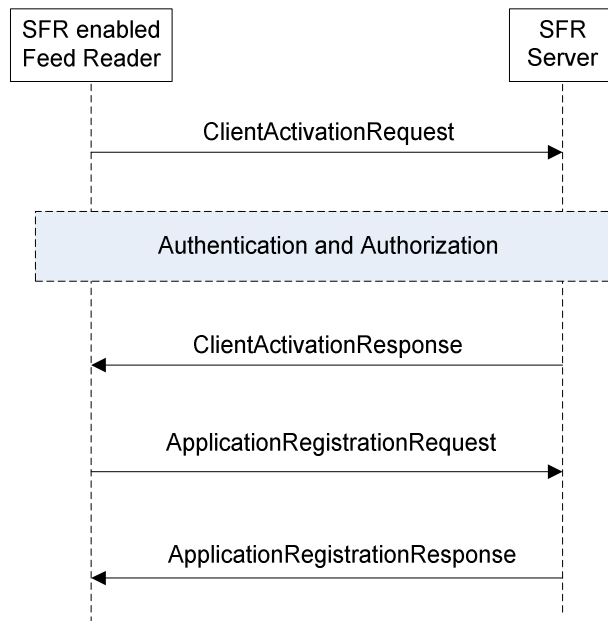 SFR enabled
Feed Reader
SFR
Server
ClientActivationRequest
Authentication and Authorization
ClientActivationResponse
ApplicationRegistrationRequest
ApplicationRegistrationResponse